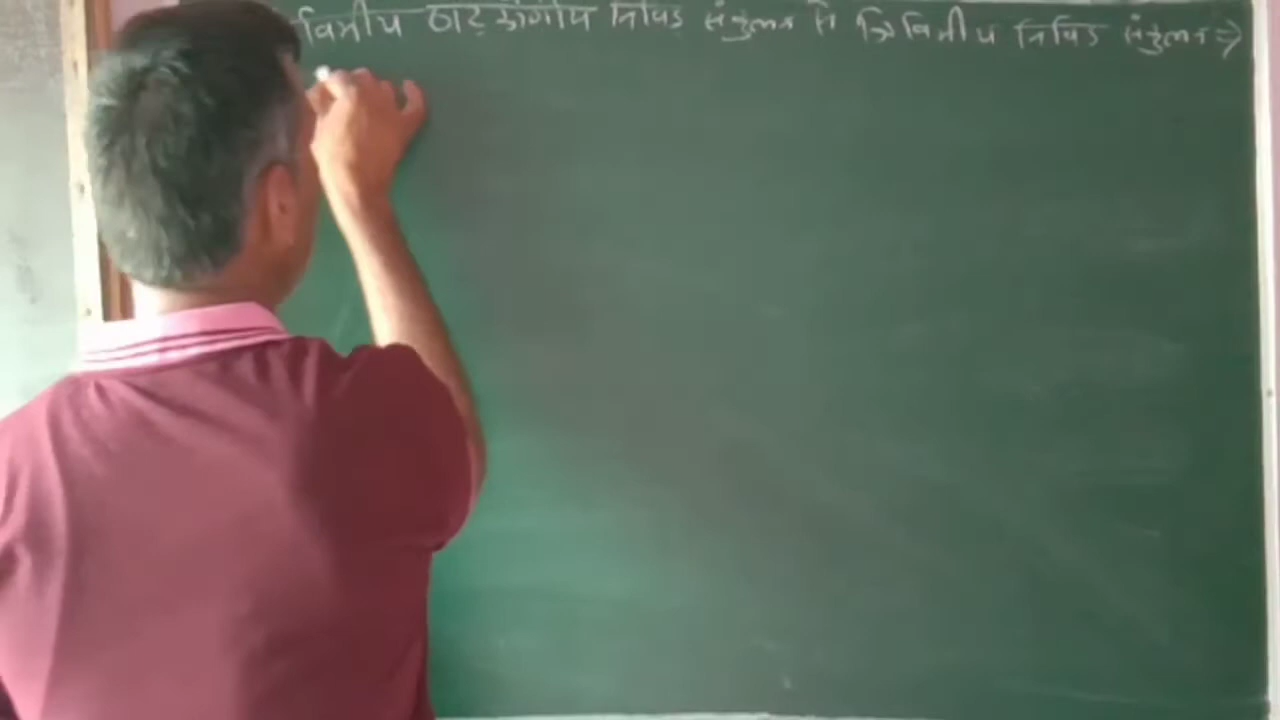 विमीय षट्कोणीय निविड संकुलन से त्रिविमीय निविड संकुलन ⇒